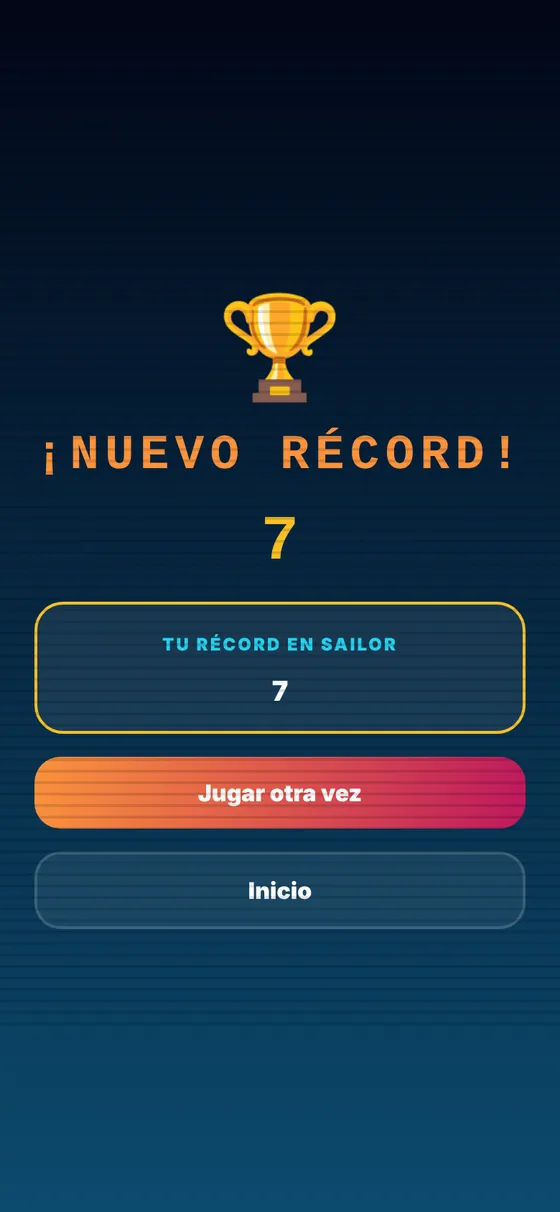 ¡NUEVO RÉCORD!
7
TU RÉCORD EN SAILOR
7
Jugar otra vez
Inicio